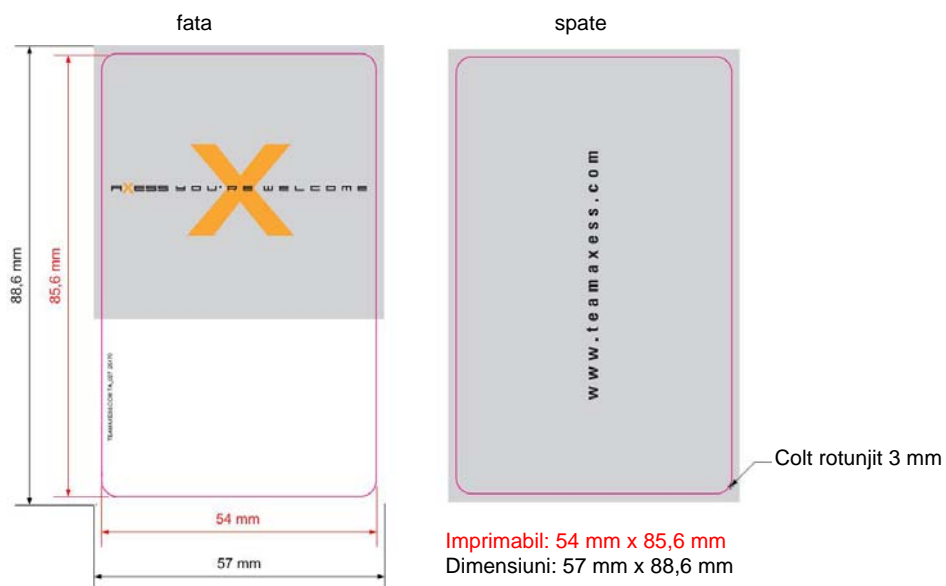 fata
spate
AXESS YOU'RE WELCOME
www.teamaxess.com
88,6 mm
85,6 mm
Colt rotunjit 3 mm
54 mm
57 mm
Imprimabil: 54 mm x 85,6 mm
Dimensiuni: 57 mm x 88,6 mm